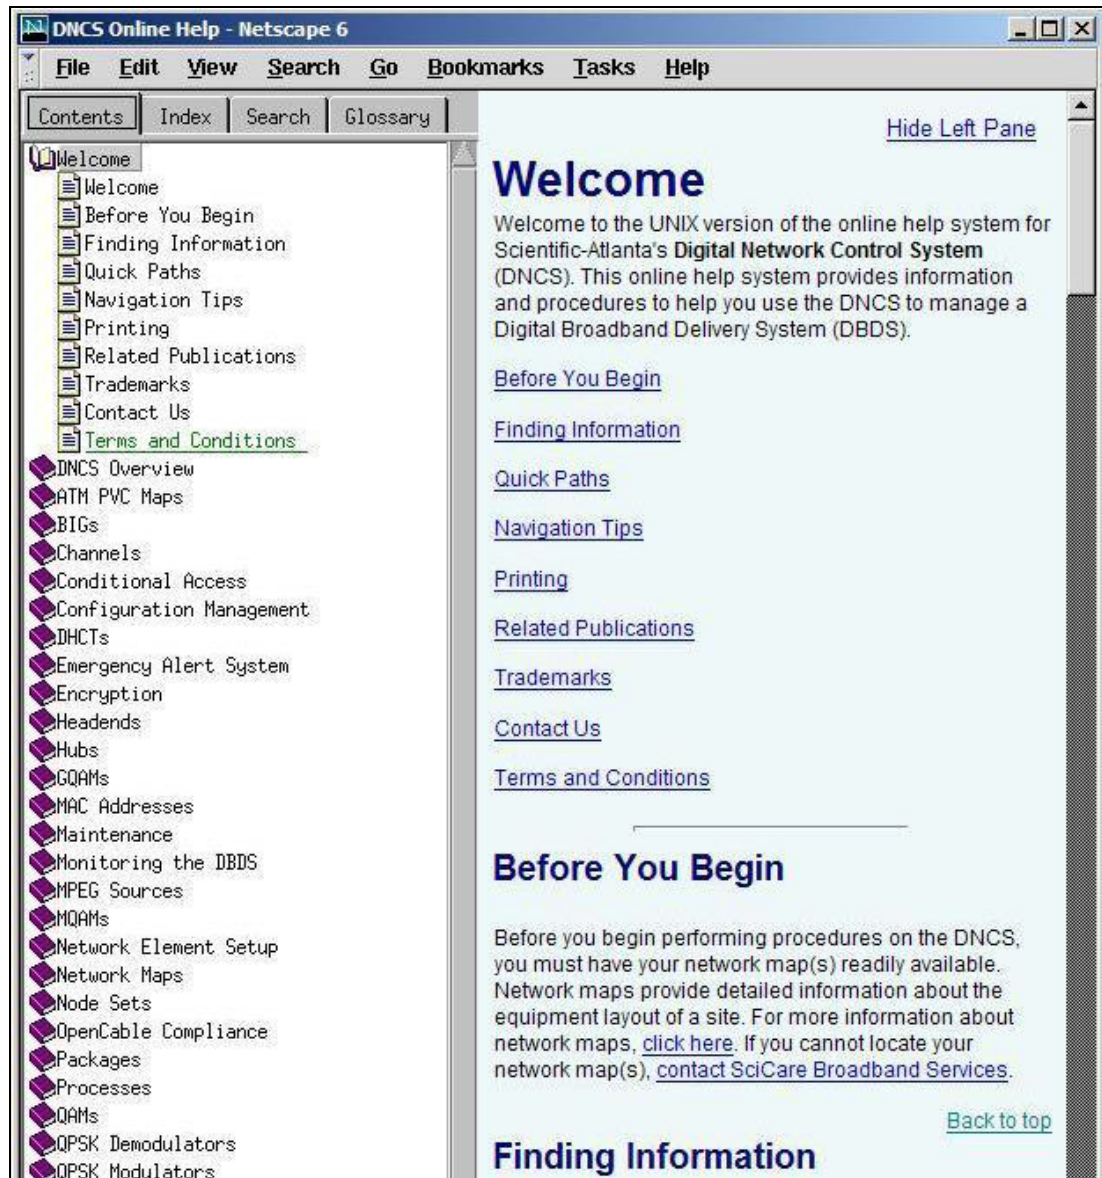 DNCS Online Help - Netscape 6
File Edit View Search Go Bookmarks Tasks Help
Contents Index Search Glossary
Welcome
Welcome
Before You Begin
Finding Information
Quick Paths
Navigation Tips
Printing
Related Publications
Trademarks
Contact Us
Terms and Conditions
DNCS Overview
ATM PVC Maps
BIGs
Channels
Conditional Access
Configuration Management
DHCTs
Emergency Alert System
Encryption
Headends
Hubs
GQAMs
MAC Addresses
Maintenance
Monitoring the DBDS
MPEG Sources
MQAMs
Network Element Setup
Network Maps
Node Sets
OpenCable Compliance
Packages
Processes
QAMs
QPSK Demodulators
QPSK Modulators
Hide Left Pane
Welcome
Welcome to the UNIX version of the online help system for
Scientific-Atlanta's Digital Network Control System
(DNCS). This online help system provides information
and procedures to help you use the DNCS to manage a
Digital Broadband Delivery System (DBDS).
Before You Begin
Finding Information
Quick Paths
Navigation Tips
Printing
Related Publications
Trademarks
Contact Us
Terms and Conditions
Before You Begin
Before you begin performing procedures on the DNCS,
you must have your network map(s) readily available.
Network maps provide detailed information about the
equipment layout of a site. For more information about
network maps, click here. If you cannot locate your
network map(s), contact SciCare Broadband Services.
Back to top
Finding Information